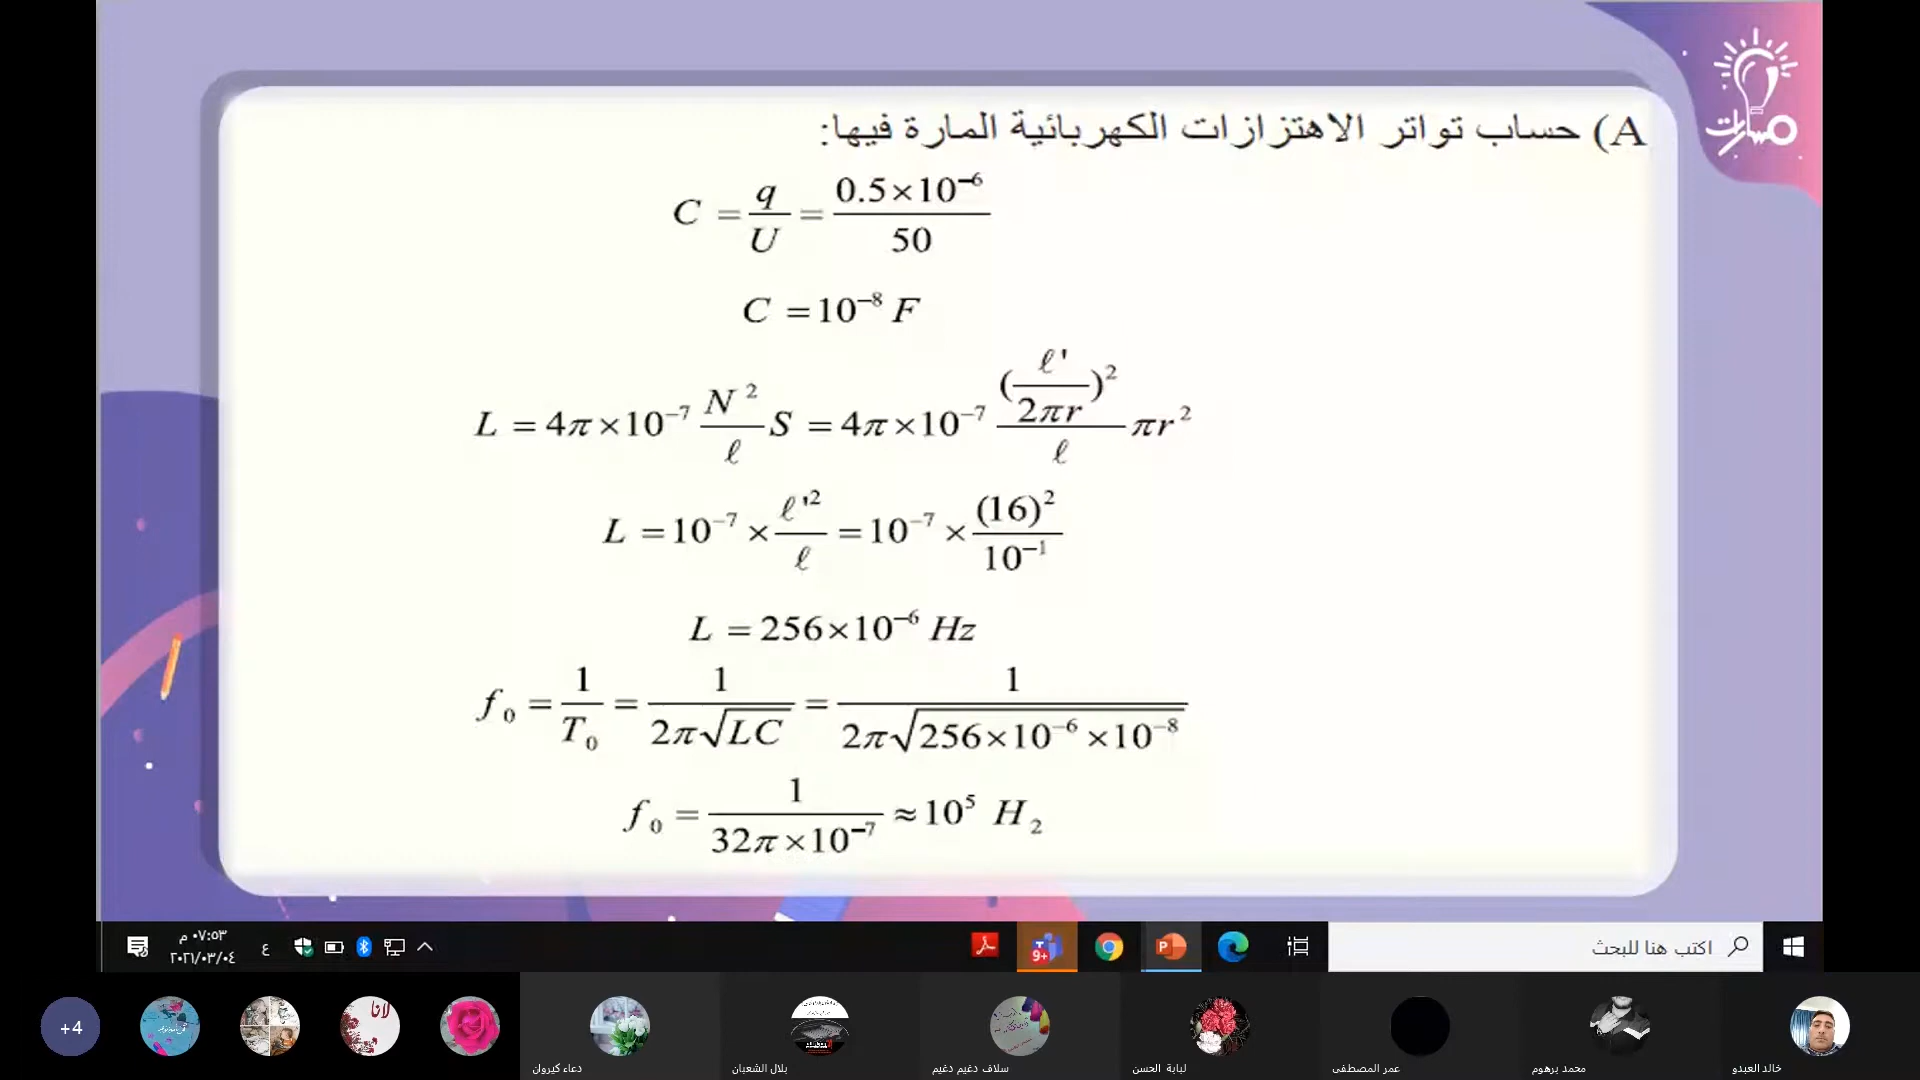 مسارات
A) حساب تواتر الاهتزازات الكهربائية المارة فيها:
C = q/U = 0.5×10⁻⁶/50
C = 10⁻⁸ F
L = 4π×10⁻⁷ N²/ℓ S = 4π×10⁻⁷ (ℓ'/2πr)²/ℓ πr²
L = 10⁻⁷ × ℓ'²/ℓ = 10⁻⁷ × (16)²/10⁻¹
L = 256×10⁻⁶ Hz
f₀ = 1/T₀ = 1/2π√LC = 1/2π√256×10⁻⁶×10⁻⁸
f₀ = 1/32π×10⁻⁷ ≈ 10⁵ H₂
اكتب هنا للبحث
9+
ع
٠٧:٥٣ م
٢٠٢١/٠٣/٠٤
+4
لانا
دعاء كيروان
بلال الشعبان
سلاف دغيم دغيم
لبابة الحسن
عمر المصطفى
محمد برهوم
خالد العبدو